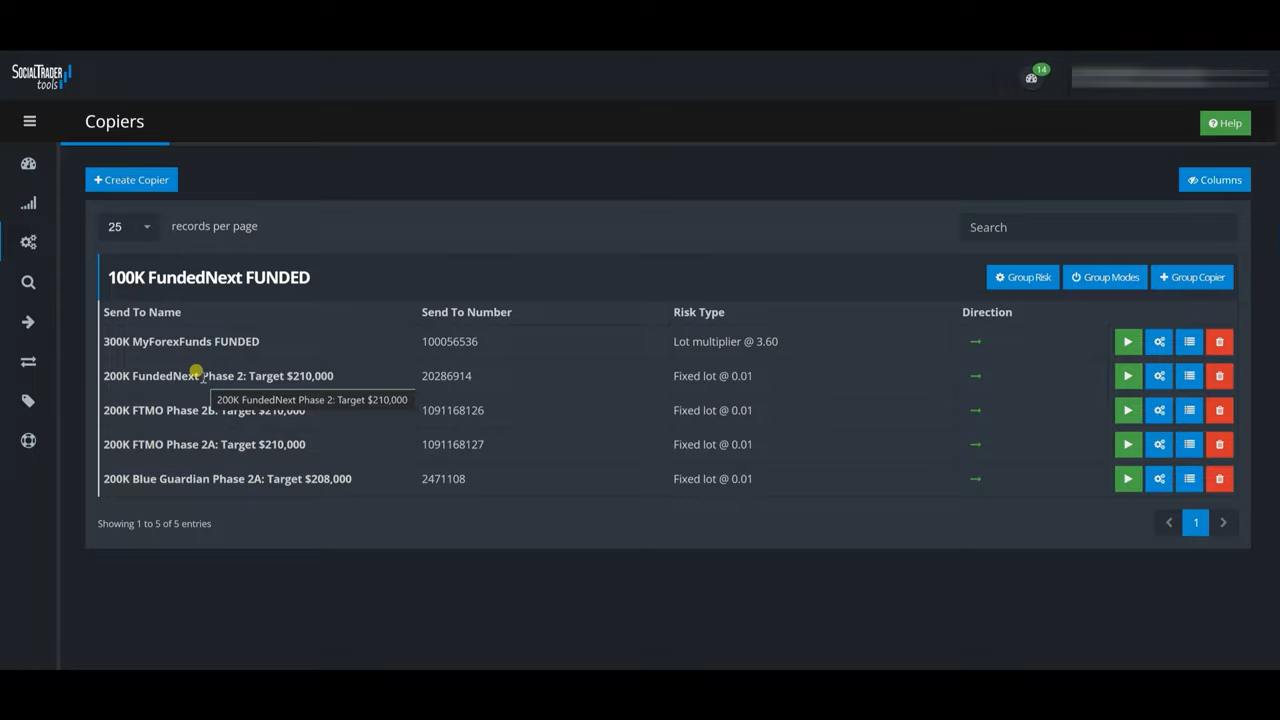 SOCIALTRADER
tools
14
Copiers
Help
+ Create Copier
Columns
25 records per page
Search
100K FundedNext FUNDED
Group Risk
Group Modes
+ Group Copier
Send To Name Send To Number Risk Type Direction
300K MyForexFunds FUNDED 100056536 Lot multiplier @ 3.60
200K FundedNext Phase 2: Target $210,000 20286914 Fixed lot @ 0.01
200K FundedNext Phase 2: Target $210,000
200K FTMO Phase 2B: Target $210,000 1091168126 Fixed lot @ 0.01
200K FTMO Phase 2A: Target $210,000 1091168127 Fixed lot @ 0.01
200K Blue Guardian Phase 2A: Target $208,000 2471108 Fixed lot @ 0.01
Showing 1 to 5 of 5 entries
1